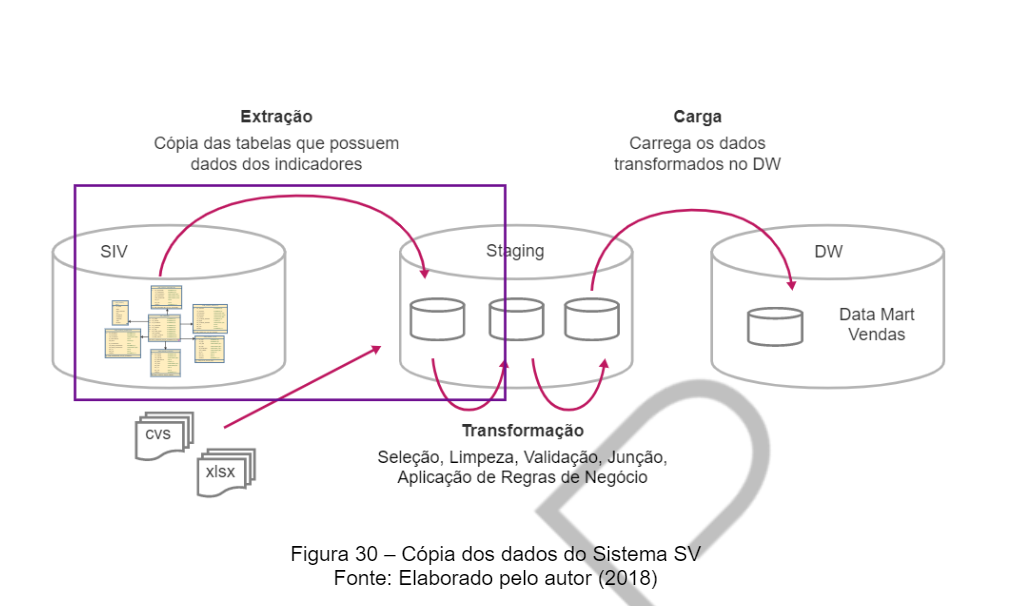 Extração
Cópia das tabelas que possuem
dados dos indicadores
Carga
Carrega os dados
transformados no DW
SIV
Staging
DW
Data Mart
Vendas
cvs
xlsx
Transformação
Seleção, Limpeza, Validação, Junção,
Aplicação de Regras de Negócio
Figura 30 – Cópia dos dados do Sistema SV
Fonte: Elaborado pelo autor (2018)